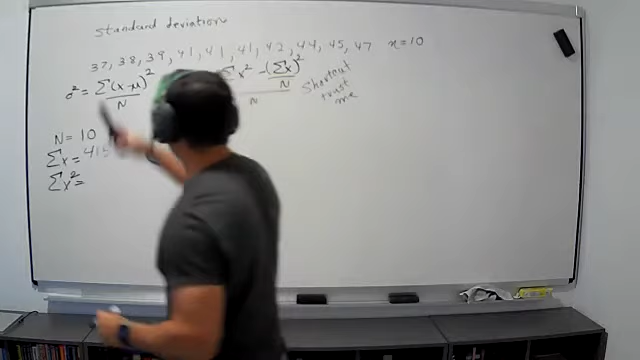 standard deviation
37, 38, 39, 41, 41, 41, 42, 44, 45, 47 n=10
σ² = Σ(x-μ)²/N Σx² - (Σx)²/N / n shortcut trust me
N = 10
Σx = 415
Σx² =